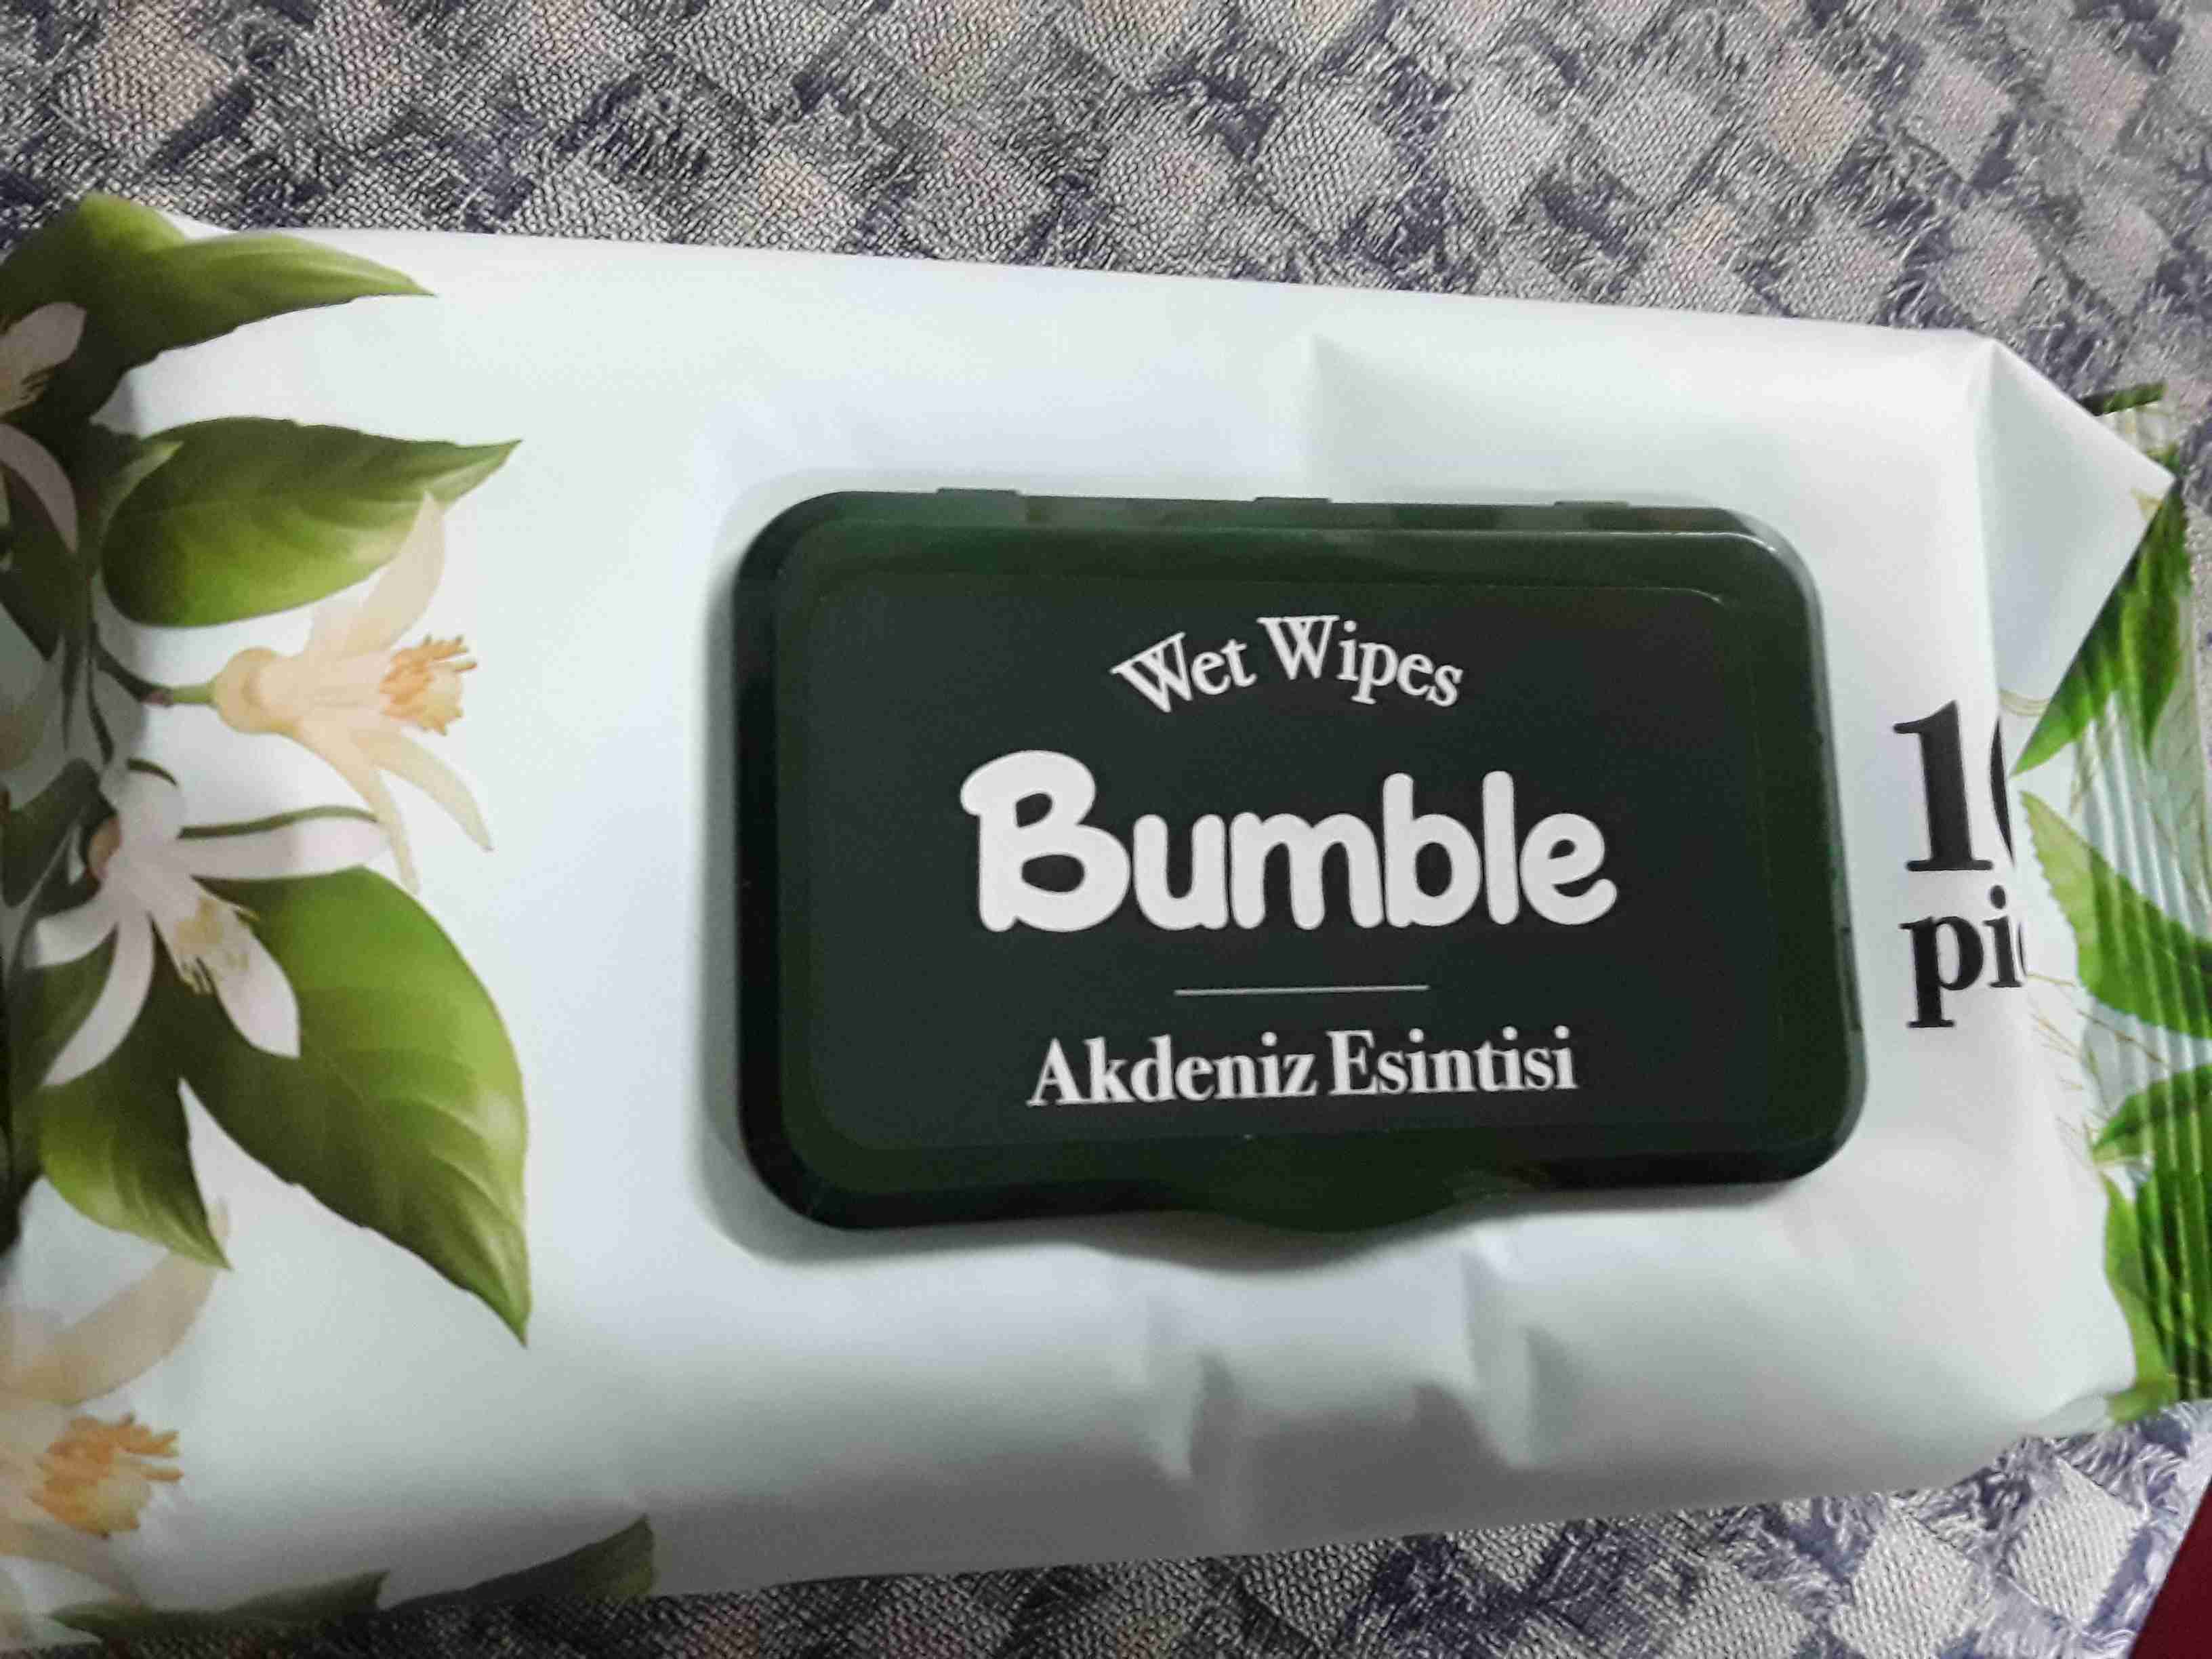 Wet Wipes
Bumble
Akdeniz Esintisi